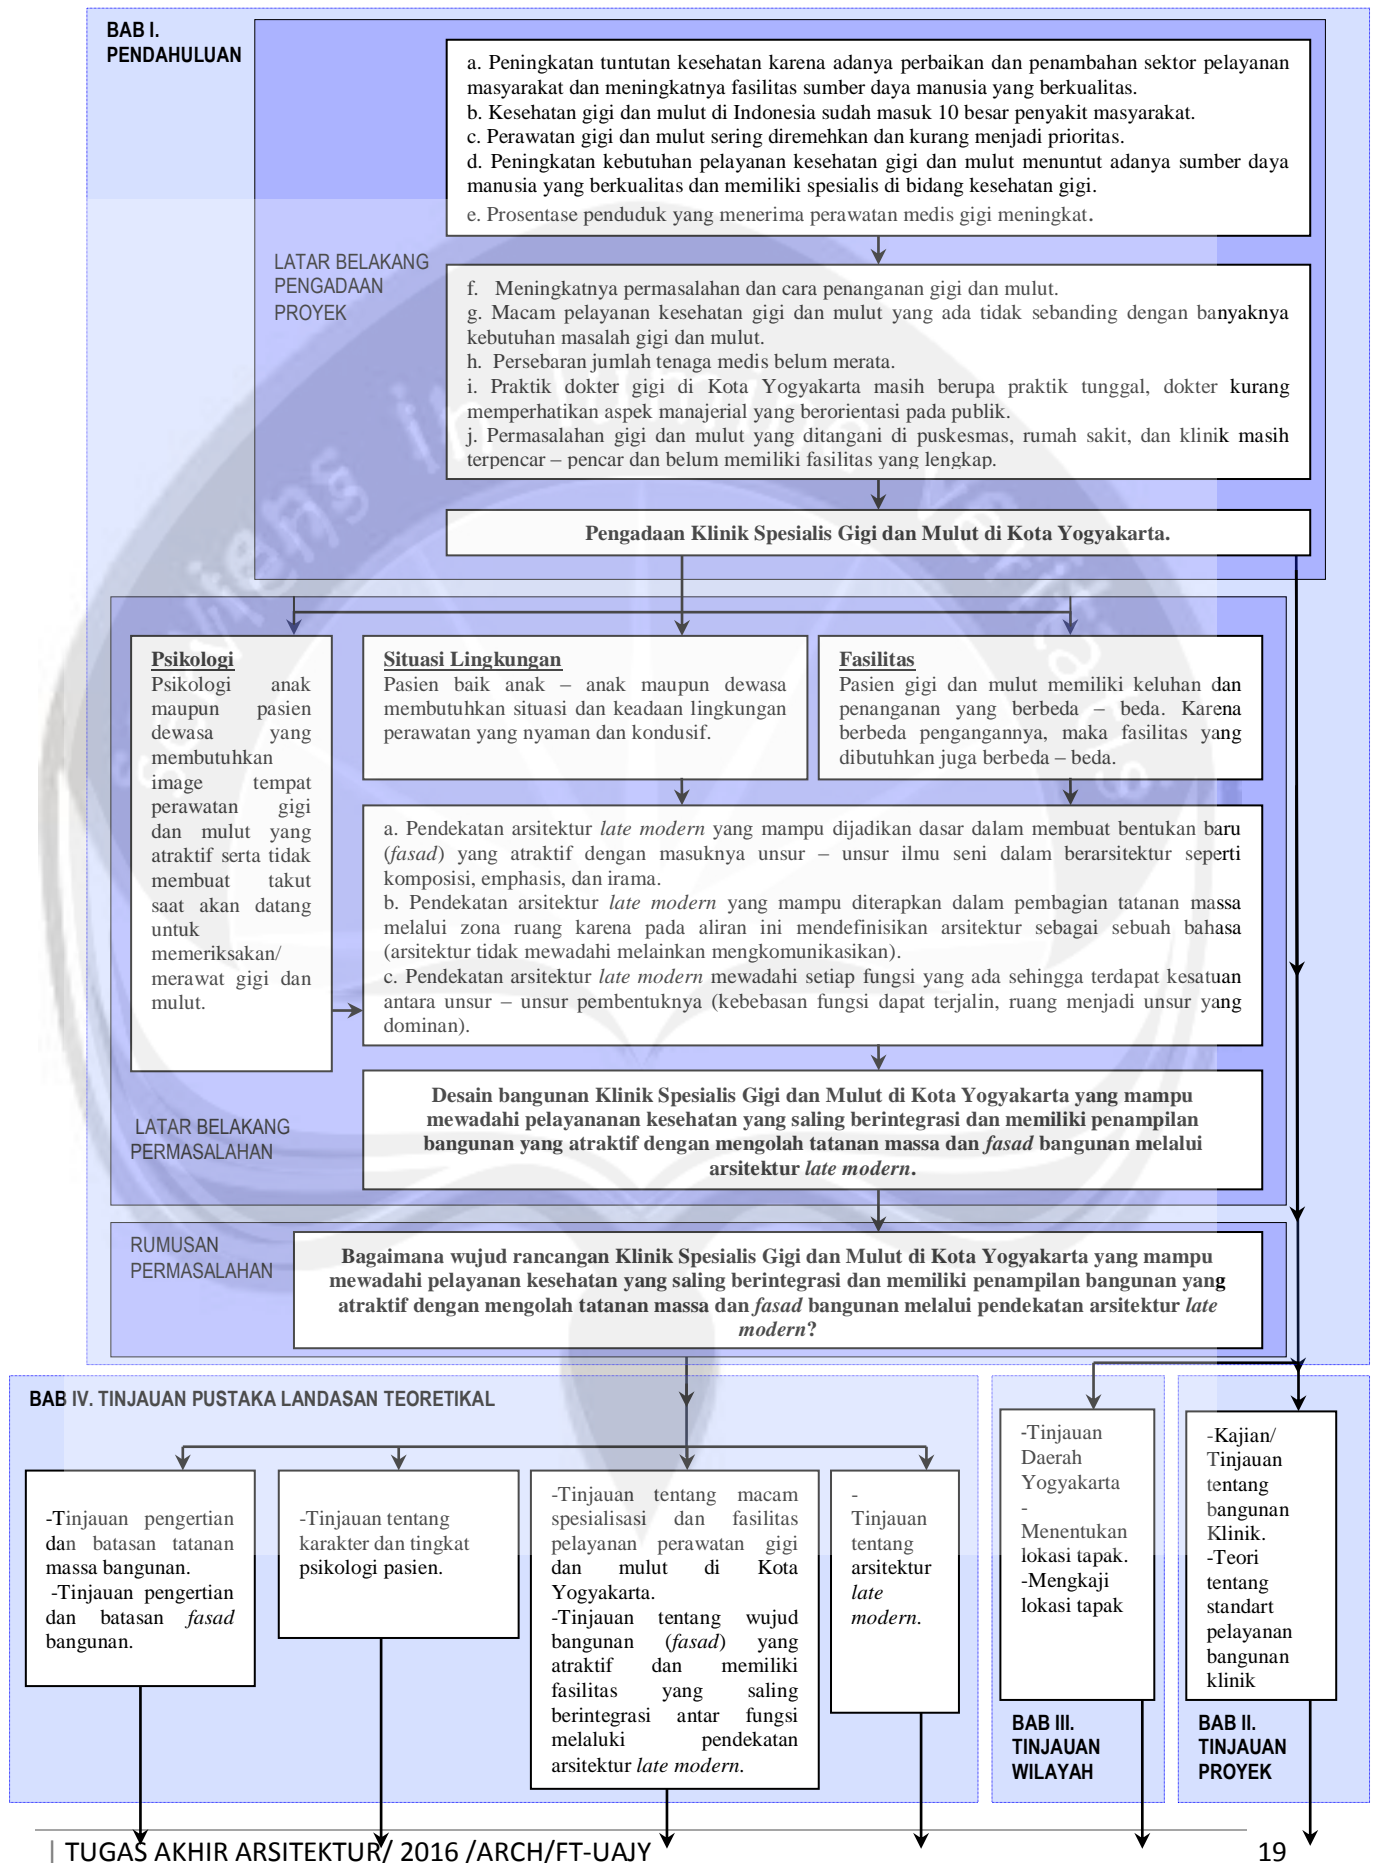 BAB I.
PENDAHULUAN
a. Peningkatan tuntutan kesehatan karena adanya perbaikan dan penambahan sektor pelayanan
masyarakat dan meningkatnya fasilitas sumber daya manusia yang berkualitas.
b. Kesehatan gigi dan mulut di Indonesia sudah masuk 10 besar penyakit masyarakat.
c. Perawatan gigi dan mulut sering diremehkan dan kurang menjadi prioritas.
d. Peningkatan kebutuhan pelayanan kesehatan gigi dan mulut menuntut adanya sumber daya
manusia yang berkualitas dan memiliki spesialis di bidang kesehatan gigi.
e. Prosentase penduduk yang menerima perawatan medis gigi meningkat.
LATAR BELAKANG
PENGADAAN
PROYEK
f. Meningkatnya permasalahan dan cara penanganan gigi dan mulut.
g. Macam pelayanan kesehatan gigi dan mulut yang ada tidak sebanding dengan banyaknya
kebutuhan masalah gigi dan mulut.
h. Persebaran jumlah tenaga medis belum merata.
i. Praktik dokter gigi di Kota Yogyakarta masih berupa praktik tunggal, dokter kurang
memperhatikan aspek manajerial yang berorientasi pada publik.
j. Permasalahan gigi dan mulut yang ditangani di puskesmas, rumah sakit, dan klinik masih
terpencar – pencar dan belum memiliki fasilitas yang lengkap.
Pengadaan Klinik Spesialis Gigi dan Mulut di Kota Yogyakarta.
Psikologi
Psikologi anak
maupun pasien
dewasa yang
membutuhkan
image tempat
perawatan gigi
dan mulut yang
atraktif serta tidak
membuat takut
saat akan datang
untuk
memeriksakan/
merawat gigi dan
mulut.
Situasi Lingkungan
Pasien baik anak – anak maupun dewasa
membutuhkan situasi dan keadaan lingkungan
perawatan yang nyaman dan kondusif.
Fasilitas
Pasien gigi dan mulut memiliki keluhan dan
penanganan yang berbeda – beda. Karena
berbeda pengangannya, maka fasilitas yang
dibutuhkan juga berbeda – beda.
a. Pendekatan arsitektur late modern yang mampu dijadikan dasar dalam membuat bentukan baru
(fasad) yang atraktif dengan masuknya unsur – unsur ilmu seni dalam berarsitektur seperti
komposisi, emphasis, dan irama.
b. Pendekatan arsitektur late modern yang mampu diterapkan dalam pembagian tatanan massa
melalui zona ruang karena pada aliran ini mendefinisikan arsitektur sebagai sebuah bahasa
(arsitektur tidak mewadahi melainkan mengkomunikasikan).
c. Pendekatan arsitektur late modern mewadahi setiap fungsi yang ada sehingga terdapat kesatuan
antara unsur – unsur pembentuknya (kebebasan fungsi dapat terjalin, ruang menjadi unsur yang
dominan).
LATAR BELAKANG
PERMASALAHAN
Desain bangunan Klinik Spesialis Gigi dan Mulut di Kota Yogyakarta yang mampu
mewadahi pelayananan kesehatan yang saling berintegrasi dan memiliki penampilan
bangunan yang atraktif dengan mengolah tatanan massa dan fasad bangunan melalui
arsitektur late modern.
RUMUSAN
PERMASALAHAN
Bagaimana wujud rancangan Klinik Spesialis Gigi dan Mulut di Kota Yogyakarta yang mampu
mewadahi pelayanan kesehatan yang saling berintegrasi dan memiliki penampilan bangunan yang
atraktif dengan mengolah tatanan massa dan fasad bangunan melalui pendekatan arsitektur late
modern?
BAB IV. TINJAUAN PUSTAKA LANDASAN TEORETIKAL
-Tinjauan pengertian
dan batasan tatanan
massa bangunan.
-Tinjauan pengertian
dan batasan fasad
bangunan.
-Tinjauan tentang
karakter dan tingkat
psikologi pasien.
-Tinjauan tentang macam
spesialisasi dan fasilitas
pelayanan perawatan gigi
dan mulut di Kota
Yogyakarta.
-Tinjauan tentang wujud
bangunan (fasad) yang
atraktif dan memiliki
fasilitas yang saling
berintegrasi antar fungsi
melaluki pendekatan
arsitektur late modern.
-
Tinjauan
tentang
arsitektur
late
modern.
-Tinjauan
Daerah
Yogyakarta
-
Menentukan
lokasi tapak.
-Mengkaji
lokasi tapak
BAB III.
TINJAUAN
WILAYAH
-Kajian/
Tinjauan
tentang
bangunan
Klinik.
-Teori
tentang
standart
pelayanan
bangunan
klinik
BAB II.
TINJAUAN
PROYEK
serviens in lumine veritatis
| TUGAS AKHIR ARSITEKTUR/ 2016 /ARCH/FT-UAJY 19